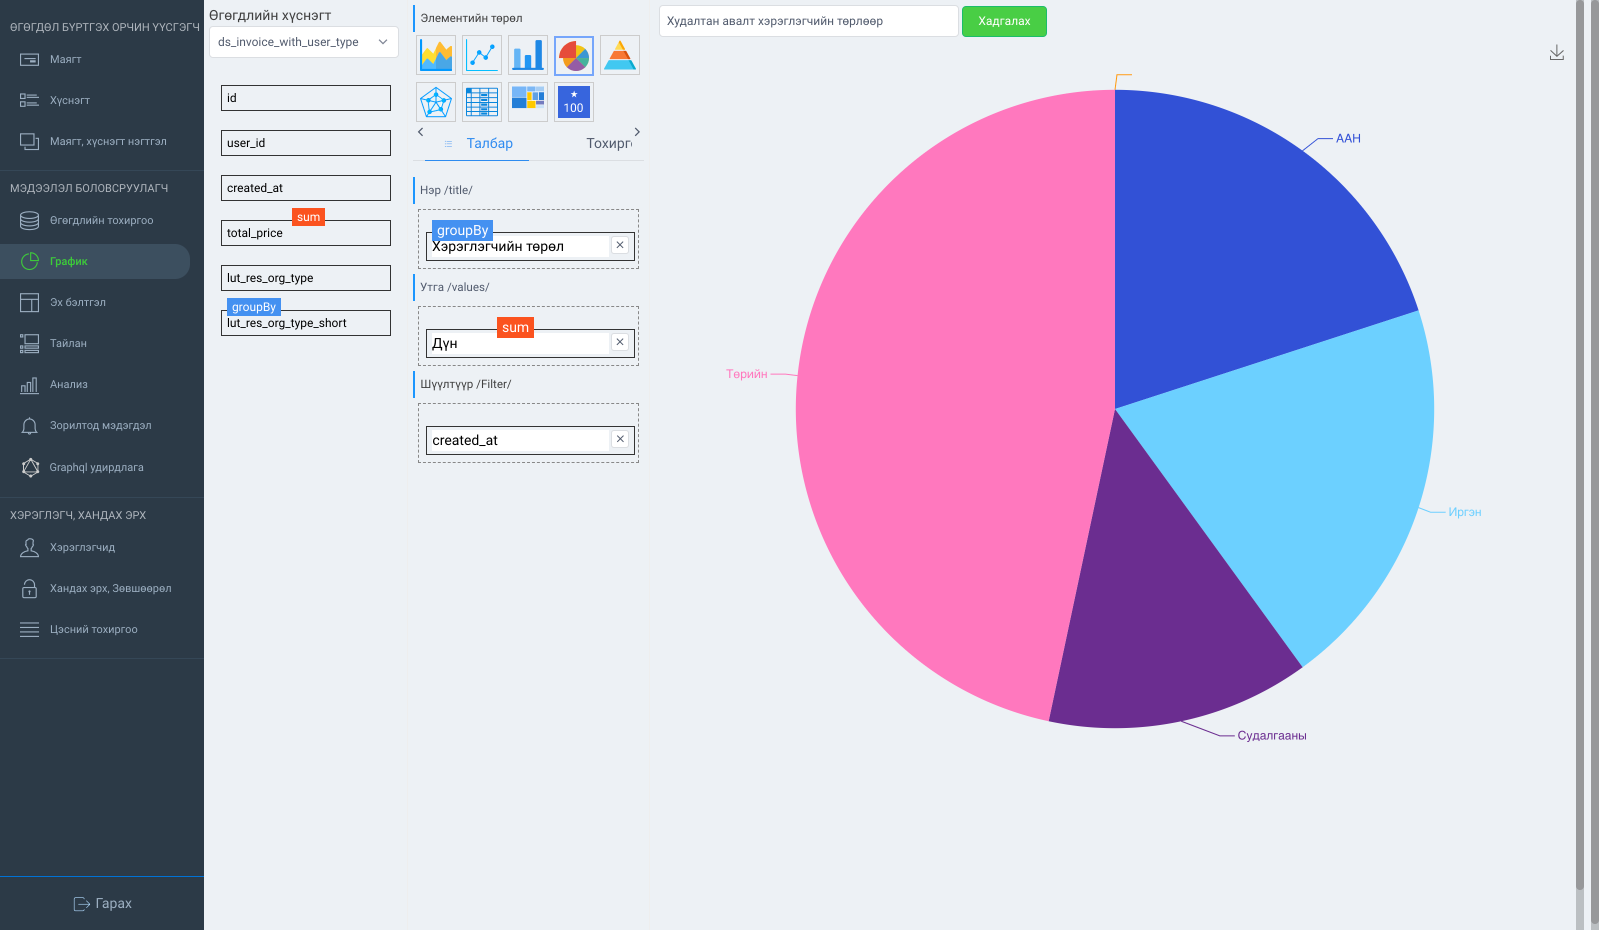 ӨГӨГДӨЛ БҮРТГЭХ ОРЧИН ҮҮСГЭГЧ
Маягт
Хүснэгт
Маягт, хүснэгт нэгтгэл
МЭДЭЭЛЭЛ БОЛОВСРУУЛАГЧ
Өгөгдлийн тохиргоо
График
Эх бэлтгэл
Тайлан
Анализ
Зорилтод мэдэгдэл
Graphql удирдлага
ХЭРЭГЛЭГЧ, ХАНДАХ ЭРХ
Хэрэглэгчид
Хандах эрх, Зөвшөөрөл
Цэсний тохиргоо
Гарах
Өгөгдлийн хүснэгт
ds_invoice_with_user_type
id
user_id
created_at
sum
total_price
lut_res_org_type
groupBy
lut_res_org_type_short
Элементийн төрөл
100
Талбар
Тохирг
Нэр /title/
groupBy
Хэрэглэгчийн төрөл
Утга /values/
sum
Дүн
Шүүлтүүр /Filter/
created_at
Худалтан авалт хэрэглэгчийн төрлөөр
Хадгалах
ААН
Төрийн
Иргэн
Судалгааны